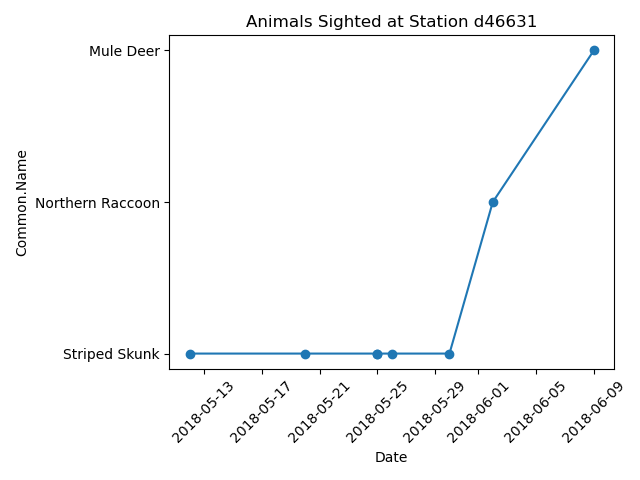 Animals Sighted at Station d46631
Mule Deer
Northern Raccoon
Striped Skunk
Common.Name
2018-05-13
2018-05-17
2018-05-21
2018-05-25
2018-05-29
2018-06-01
2018-06-05
2018-06-09
Date